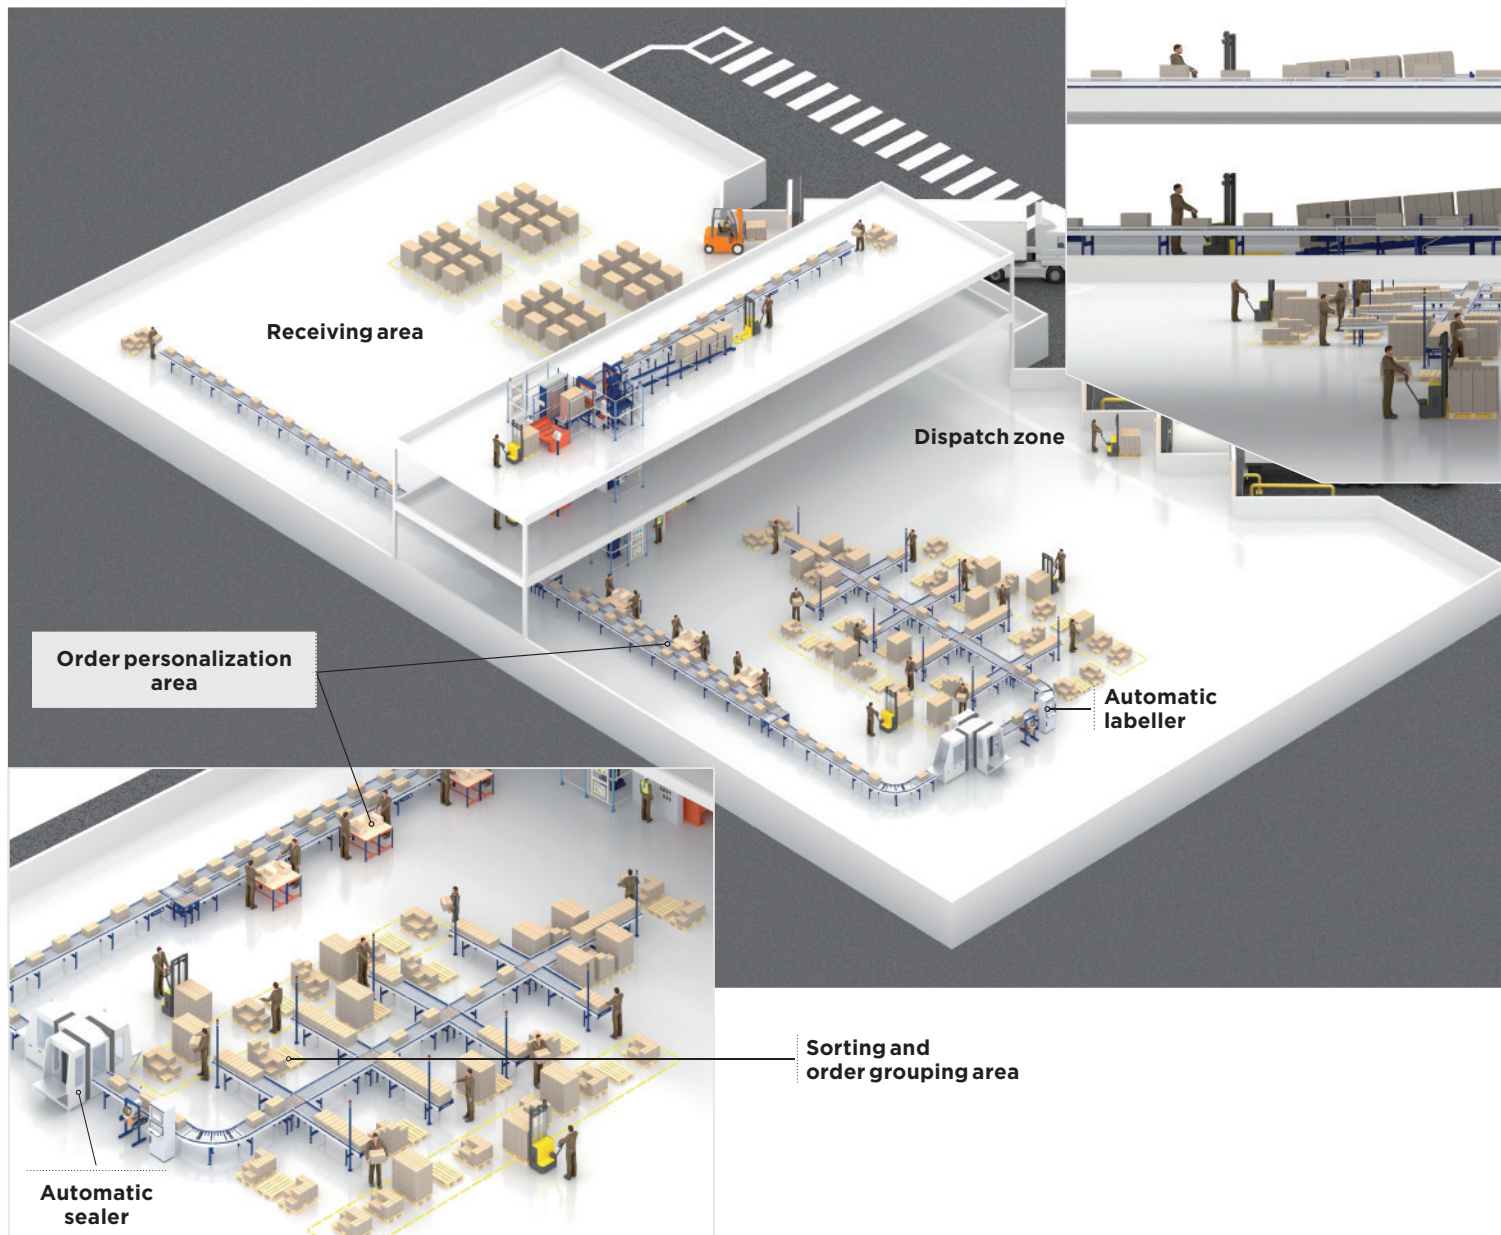 Receiving area
Dispatch zone
Order personalization
area
Automatic
labeller
Sorting and
order grouping area
Automatic
sealer